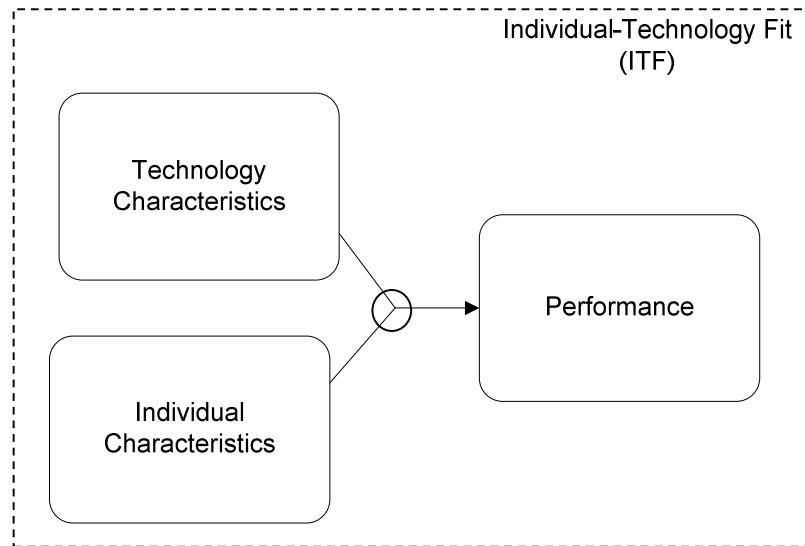 Individual-Technology Fit
(ITF)
Technology
Characteristics
Performance
Individual
Characteristics